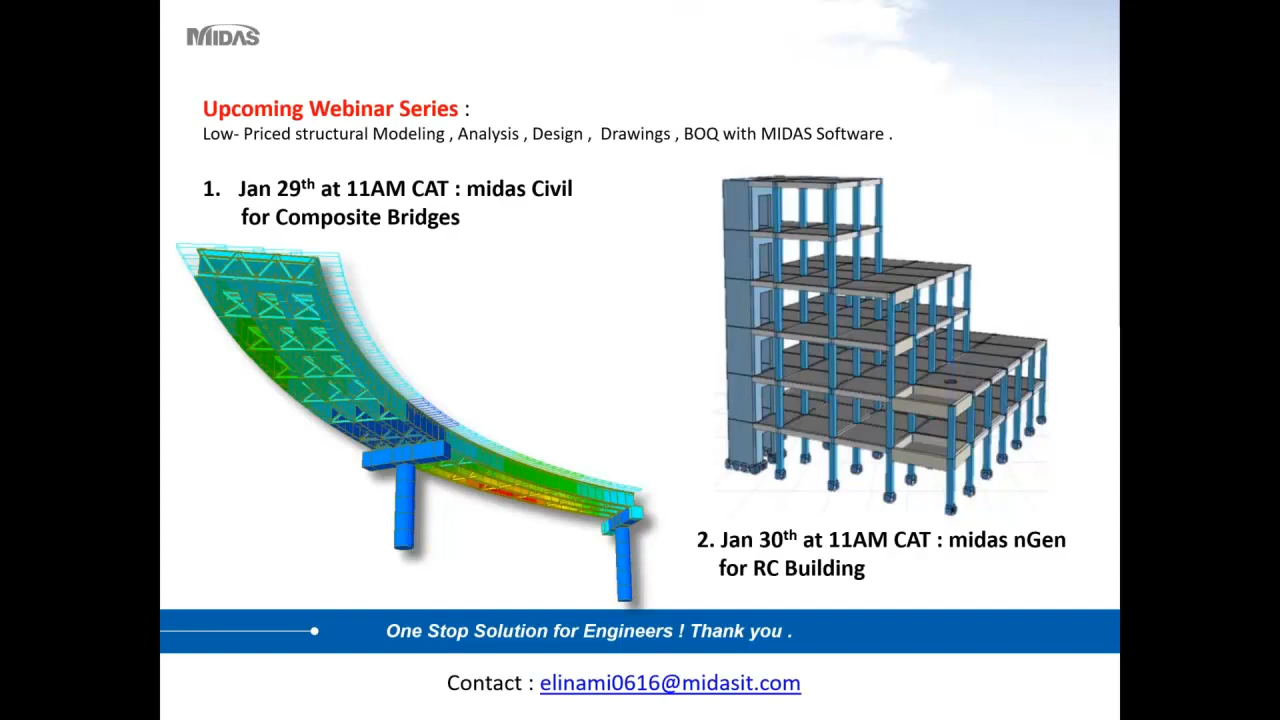 MIDAS
Upcoming Webinar Series :
Low- Priced structural Modeling , Analysis , Design , Drawings , BOQ with MIDAS Software .
1. Jan 29th at 11AM CAT : midas Civil
for Composite Bridges
2. Jan 30th at 11AM CAT : midas nGen
for RC Building
One Stop Solution for Engineers ! Thank you .
Contact : elinami0616@midasit.com